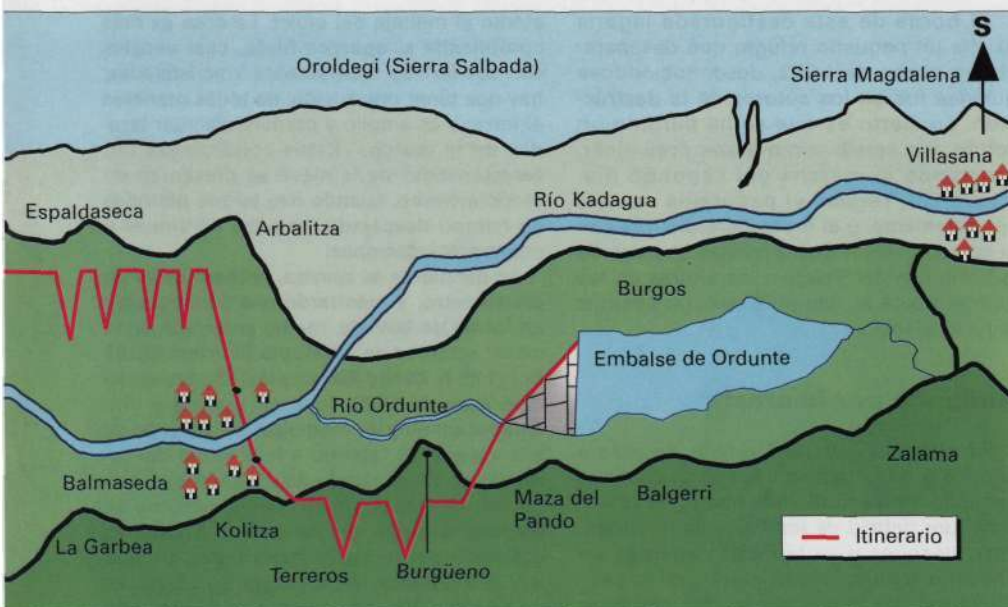 S
Oroldegi (Sierra Salbada)
Sierra Magdalena
Villasana
Espaldaseca
Arbalitza
Río Kadagua
Burgos
Embalse de Ordunte
Río Ordunte
Zalama
Balmaseda
Maza del
Pando
Balgerri
Kolitza
La Garbea
Terreros
Burgüeno
Itinerario